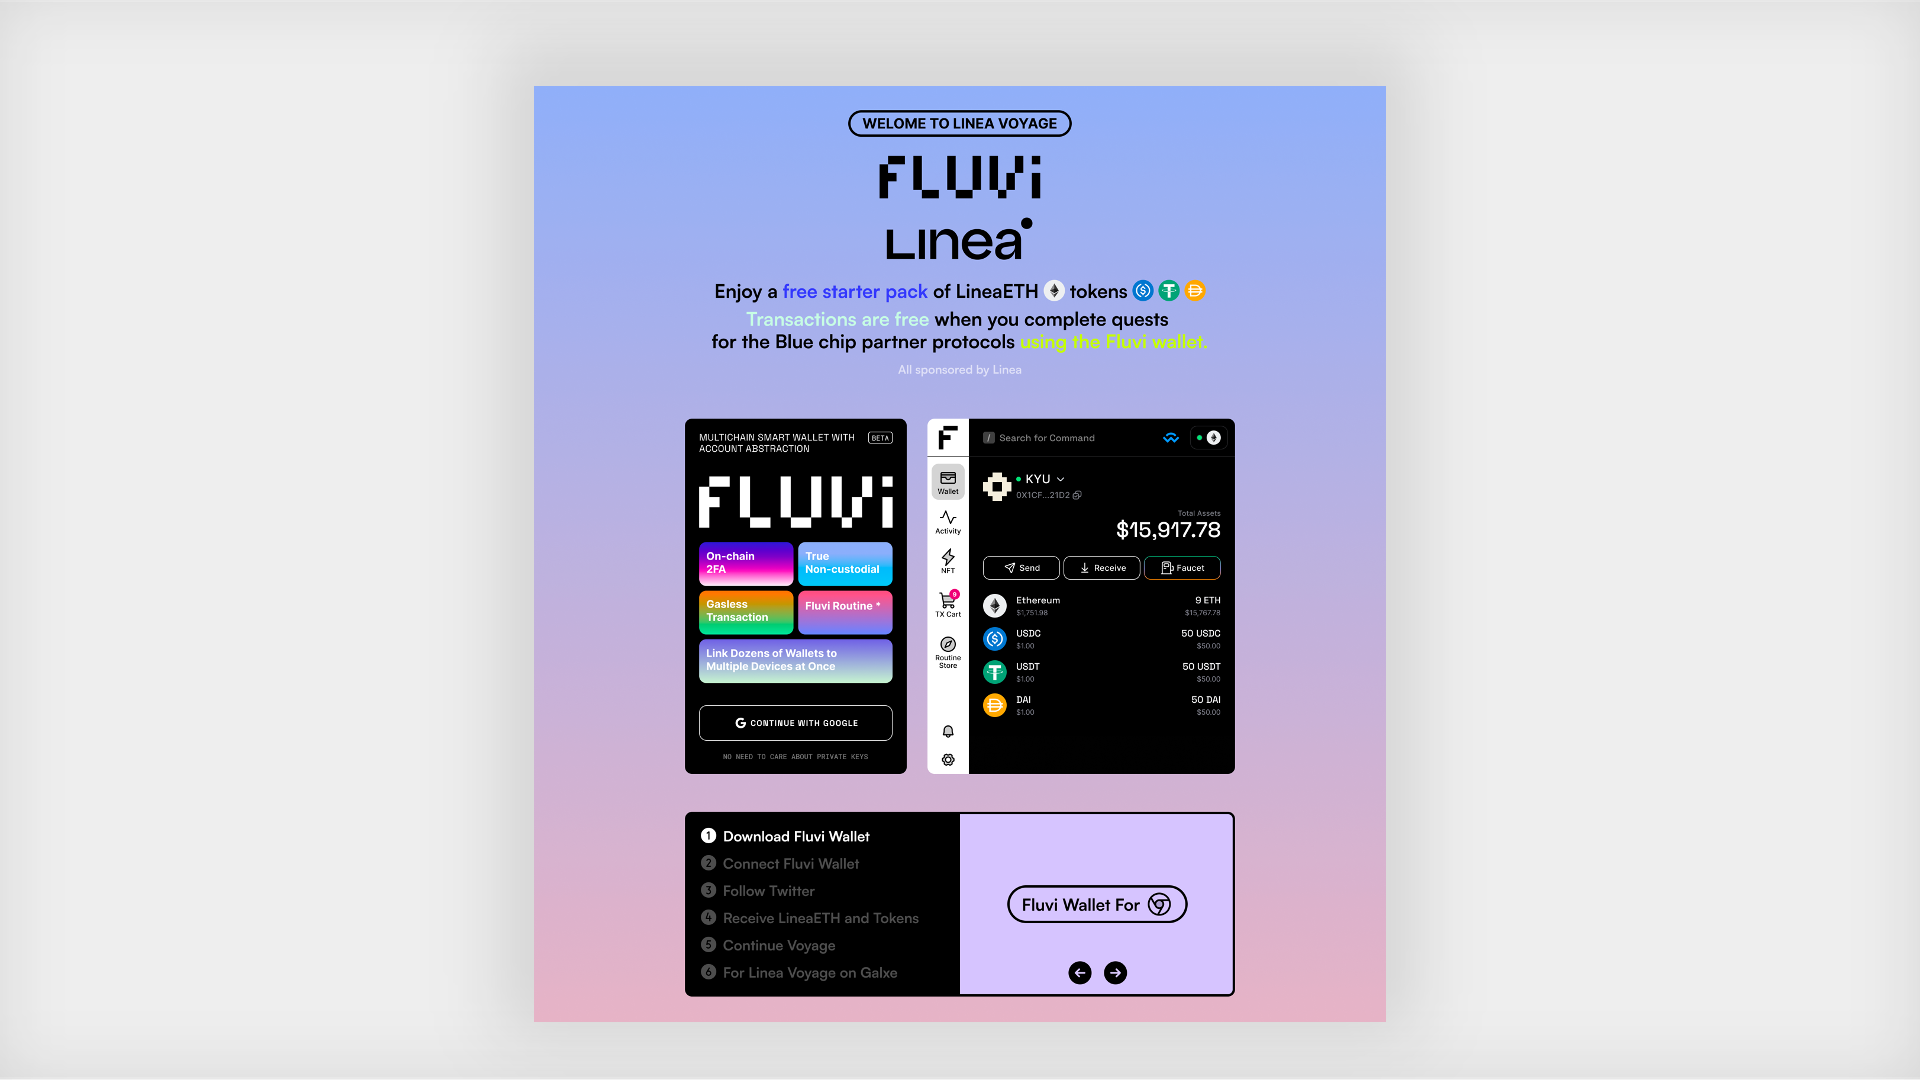 WELOME TO LINEA VOYAGE
FLUVi
Linea
Enjoy a free starter pack of LineaETH tokens
Transactions are free when you complete quests
for the Blue chip partner protocols using the Fluvi wallet.
All sponsored by Linea
MULTICHAIN SMART WALLET WITH
ACCOUNT ABSTRACTION
BETA
FLUVi
On-chain
2FA
True
Non-custodial
Gasless
Transaction
Fluvi Routine *
Link Dozens of Wallets to
Multiple Devices at Once
G CONTINUE WITH GOOGLE
NO NEED TO CARE ABOUT PRIVATE KEYS
F
Wallet
Activity
NFT
9
TX Cart
Routine
Store
/ Search for Command
KYU
0X1CF...21D2
Total Assets
$15,917.78
Send
Receive
Faucet
Ethereum 9 ETH
$1,751.98 $15,767.78
USDC 50 USDC
$1.00 $50.00
USDT 50 USDT
$1.00 $50.00
DAI 50 DAI
$1.00 $50.00
1 Download Fluvi Wallet
2 Connect Fluvi Wallet
3 Follow Twitter
4 Receive LineaETH and Tokens
5 Continue Voyage
6 For Linea Voyage on Galxe
Fluvi Wallet For